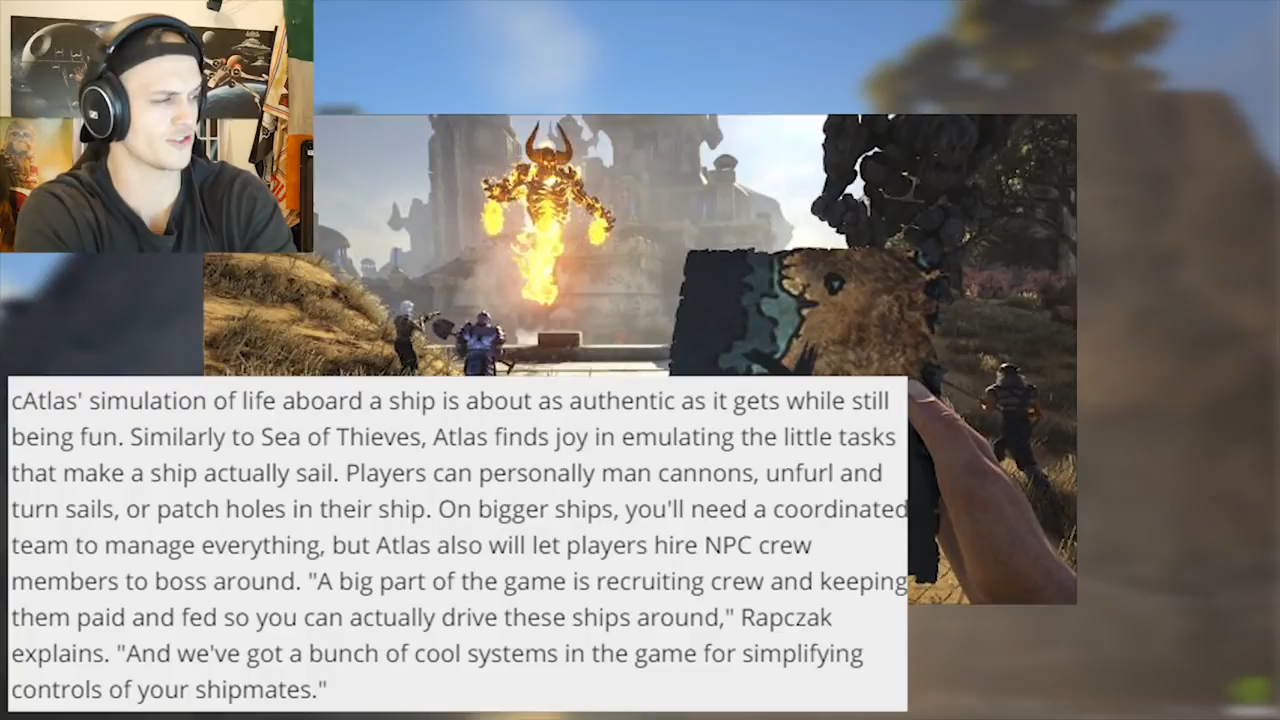 cAtlas' simulation of life aboard a ship is about as authentic as it gets while still
being fun. Similarly to Sea of Thieves, Atlas finds joy in emulating the little tasks
that make a ship actually sail. Players can personally man cannons, unfurl and
turn sails, or patch holes in their ship. On bigger ships, you'll need a coordinated
team to manage everything, but Atlas also will let players hire NPC crew
members to boss around. "A big part of the game is recruiting crew and keeping
them paid and fed so you can actually drive these ships around," Rapczak
explains. "And we've got a bunch of cool systems in the game for simplifying
controls of your shipmates."